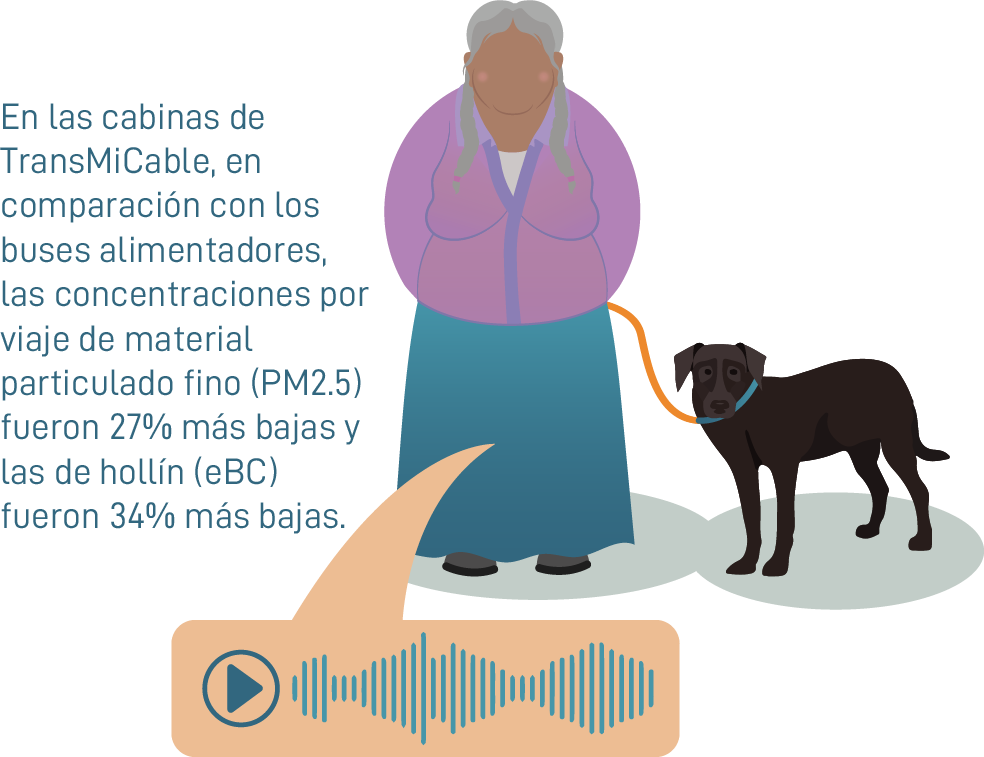 En las cabinas de
TransMiCable, en
comparación con los
buses alimentadores,
las concentraciones por
viaje de material
particulado fino (PM2.5)
fueron 27% más bajas y
las de hollín (eBC)
fueron 34% más bajas.